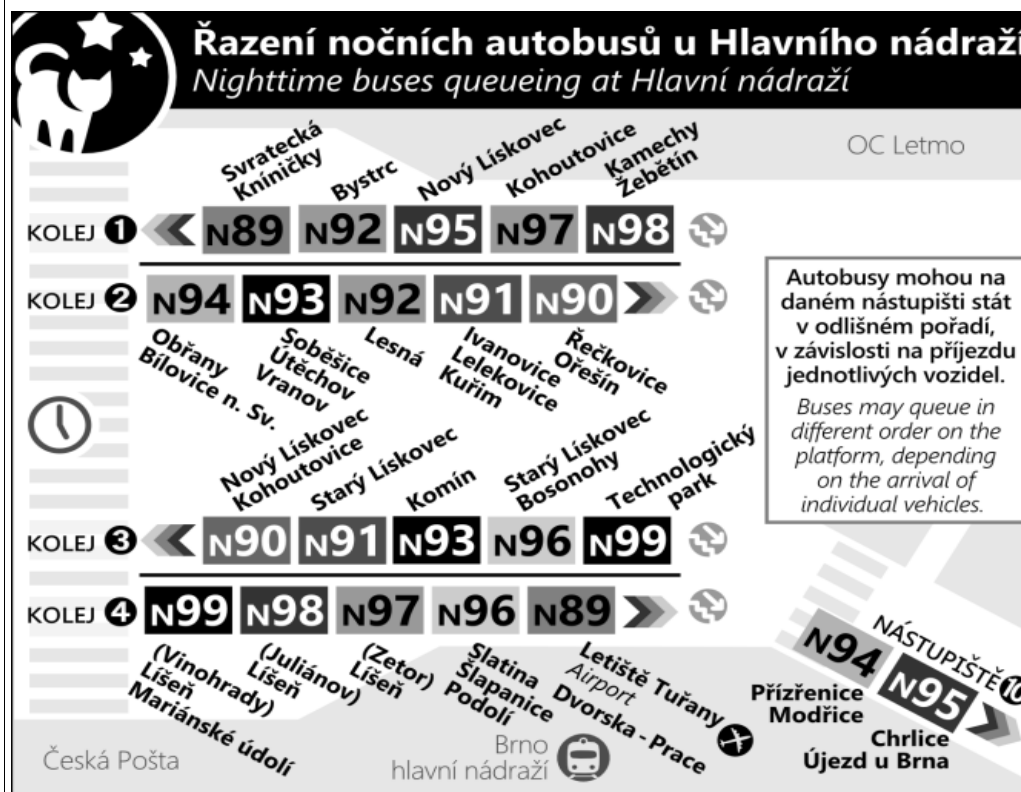 Řazení nočních autobusů u Hlavního nádraží
Nighttime buses queueing at Hlavní nádraží
OC Letmo
Svratecká
Kníničky
Bystrc
Nový Lískovec
Kohoutovice
Kamechy
Žebětín
KOLEJ 1 N89 N92 N95 N97 N98
KOLEJ 2 N94 N93 N92 N91 N90
Obřany
Bílovice n. Sv.
Soběšice
Útěchov
Vranov
Lesná
Ivanovice
Lelekovice
Kuřim
Řečkovice
Ořešín
Autobusy mohou na
daném nástupišti stát
v odlišném pořadí,
v závislosti na příjezdu
jednotlivých vozidel.
Buses may queue in
different order on the
platform, depending
on the arrival of
individual vehicles.
Nový Lískovec
Kohoutovice
Starý Lískovec
Komín
Starý Lískovec
Bosonohy
Technologický
park
KOLEJ 3 N90 N91 N93 N96 N99
KOLEJ 4 N99 N98 N97 N96 N89
(Vinohrady)
Líšeň
Mariánské údolí
(Juliánov)
Líšeň
(Zetor)
Líšeň
Slatina
Šlapanice
Podolí
Letiště Tuřany
Airport
Dvorska - Prace
NÁSTUPIŠTĚ 10
N94 N95
Přízřenice
Modřice
Chrlice
Újezd u Brna
Česká Pošta
Brno
hlavní nádraží